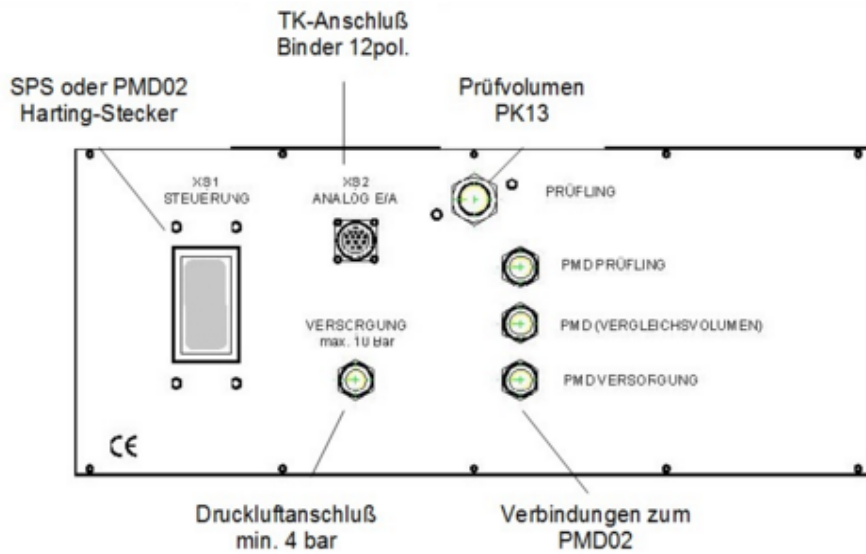 TK-Anschluß
Binder 12pol.
SPS oder PMD02
Harting-Stecker
Prüfvolumen
PK13
XS1
STEUERUNG
XS2
ANALOG E/A
PRÜFLING
PMD PRÜFLING
VERSORGUNG
max. 10 Bar
PMD (VERGLEICHSVOLUMEN)
PMD VERSORGUNG
CE
Druckluftanschluß
min. 4 bar
Verbindungen zum
PMD02